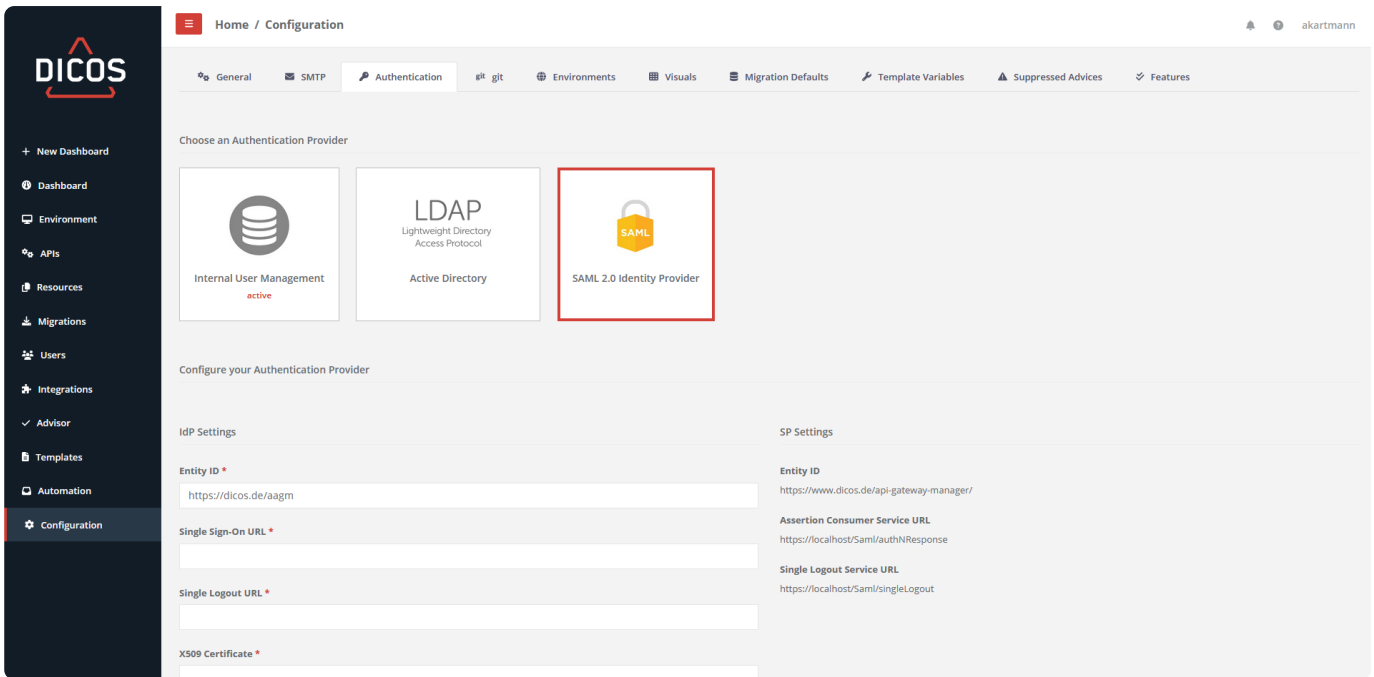 DICOS
Home / Configuration
akartmann
General
SMTP
Authentication
git git
Environments
Visuals
Migration Defaults
Template Variables
Suppressed Advices
Features
+ New Dashboard
Dashboard
Environment
APIs
Resources
Migrations
Users
Integrations
Advisor
Templates
Automation
Configuration
Choose an Authentication Provider
Internal User Management
active
LDAP
Lightweight Directory
Access Protocol
Active Directory
SAML
SAML 2.0 Identity Provider
Configure your Authentication Provider
IdP Settings
Entity ID *
https://dicos.de/aagm
Single Sign-On URL *
Single Logout URL *
X509 Certificate *
SP Settings
Entity ID
https://www.dicos.de/api-gateway-manager/
Assertion Consumer Service URL
https://localhost/Saml/authNResponse
Single Logout Service URL
https://localhost/Saml/singleLogout